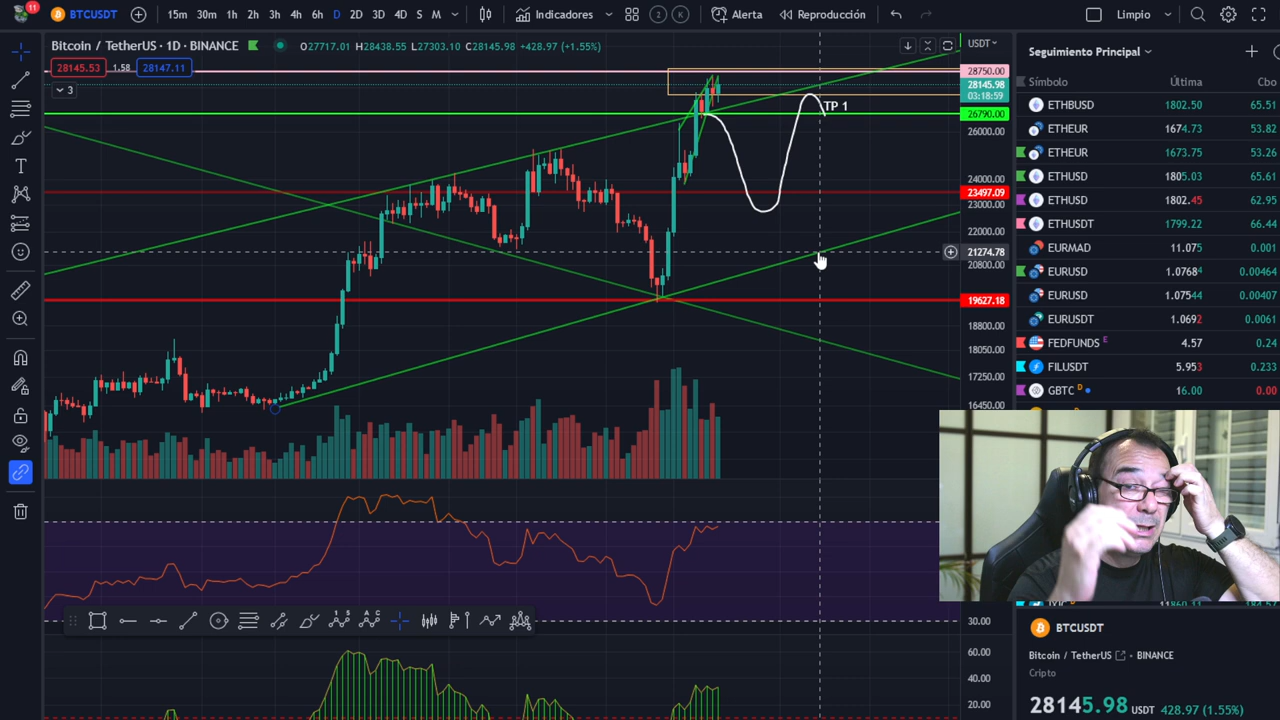 11
BTCUSDT 15m 30m 1h 2h 3h 4h 6h D 2D 3D 4D S M Indicadores 2 K Alerta Reproducción Limpio
Bitcoin / TetherUS · 1D · BINANCE O27717.01 H28438.55 L27303.10 C28145.98 +428.97 (+1.55%)
USDT
28145.53 1.58 28147.11
3
28750.00
28145.98
03:18:59
TP 1
26790.00
26000.00
24000.00
23497.09
23000.00
22000.00
21274.78
20800.00
19627.18
18800.00
18050.00
17250.00
16450.00
30.00
60.00
40.00
20.00
1 S
A C
Seguimiento Principal
Símbolo Última Cbo
ETHBUSD 1802.50 65.51
ETHEUR 1674.73 53.82
ETHEUR 1673.75 53.26
ETHUSD 1805.03 65.61
ETHUSD 1802.45 62.95
ETHUSDT 1799.22 66.44
EURMAD 11.075 0.001
EURUSD 1.07684 0.00464
EURUSD 1.07544 0.00407
EURUSDT 1.0692 0.0061
FEDFUNDS E 4.57 0.24
FILUSDT 5.953 0.233
GBTC D 16.00 0.00
BTCUSDT
Bitcoin / TetherUS · BINANCE
Cripto
28145.98 USDT 428.97 (1.55%)